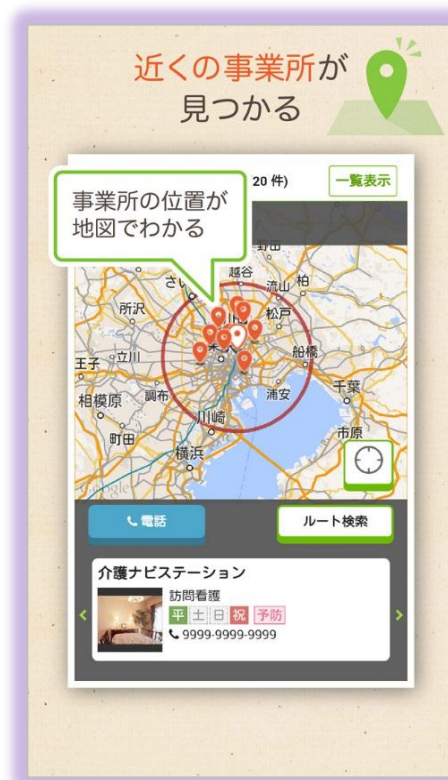 近くの事業所が
見つかる
20 件)
一覧表示
事業所の位置が
地図でわかる
野田
越谷
流山
柏
所沢
松戸
船橋
王子
立川
千葉
相模原
調布
浦安
川崎
町田
市原
横浜
Google
電話
ルート検索
介護ナビステーション
訪問看護
平 土 日 祝 予防
9999-9999-9999